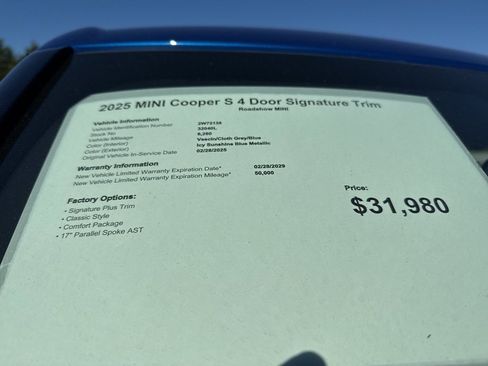 2025 MINI Cooper S 4 Door Signature Trim
Roadshow MINI
Vehicle Information
Vehicle Identification Number 2W72138
Stock No 32040L
Vehicle Mileage 5,260
Color (Interior) Vescin/Cloth Grey/Blue
Color (Exterior) Icy Sunshine Blue Metallic
Original Vehicle In-Service Date 02/28/2025
Warranty Information
New Vehicle Limited Warranty Expiration Date* 02/28/2029
New Vehicle Limited Warranty Expiration Mileage* 50,000
Factory Options:
• Signature Plus Trim
• Classic Style
• Comfort Package
• 17" Parallel Spoke AST
Price:
$31,980